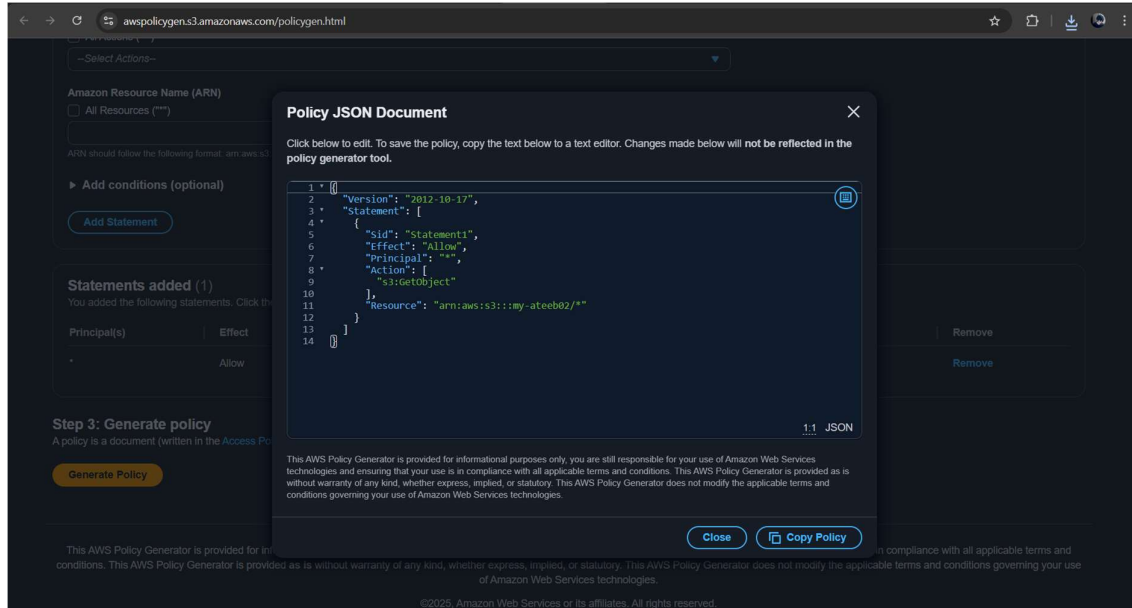 awspolicygen.s3.amazonaws.com/policygen.html
--Select Actions--
Amazon Resource Name (ARN)
All Resources ("*")
ARN should follow the following format: arn:aws:s3
Add conditions (optional)
Add Statement
Statements added (1)
You added the following statements. Click the
Principal(s) Effect Remove
* Allow Remove
Step 3: Generate policy
A policy is a document (written in the Access Po
Generate Policy
Policy JSON Document
Click below to edit. To save the policy, copy the text below to a text editor. Changes made below will not be reflected in the
policy generator tool.
1 {
2 "Version": "2012-10-17",
3 "Statement": [
4 {
5 "Sid": "Statement1",
6 "Effect": "Allow",
7 "Principal": "*",
8 "Action": [
9 "s3:GetObject"
10 ],
11 "Resource": "arn:aws:s3:::my-ateeb02/*"
12 }
13 ]
14 }
1:1 JSON
This AWS Policy Generator is provided for informational purposes only, you are still responsible for your use of Amazon Web Services
technologies and ensuring that your use is in compliance with all applicable terms and conditions. This AWS Policy Generator is provided as is
without warranty of any kind, whether express, implied, or statutory. This AWS Policy Generator does not modify the applicable terms and
conditions governing your use of Amazon Web Services technologies.
Close Copy Policy
This AWS Policy Generator is provided for in n compliance with all applicable terms and
conditions. This AWS Policy Generator is provided as is without warranty of any kind, whether express, implied, or statutory. This AWS Policy Generator does not modify the applicable terms and conditions governing your use
of Amazon Web Services technologies.
©2025, Amazon Web Services or its affiliates. All rights reserved.